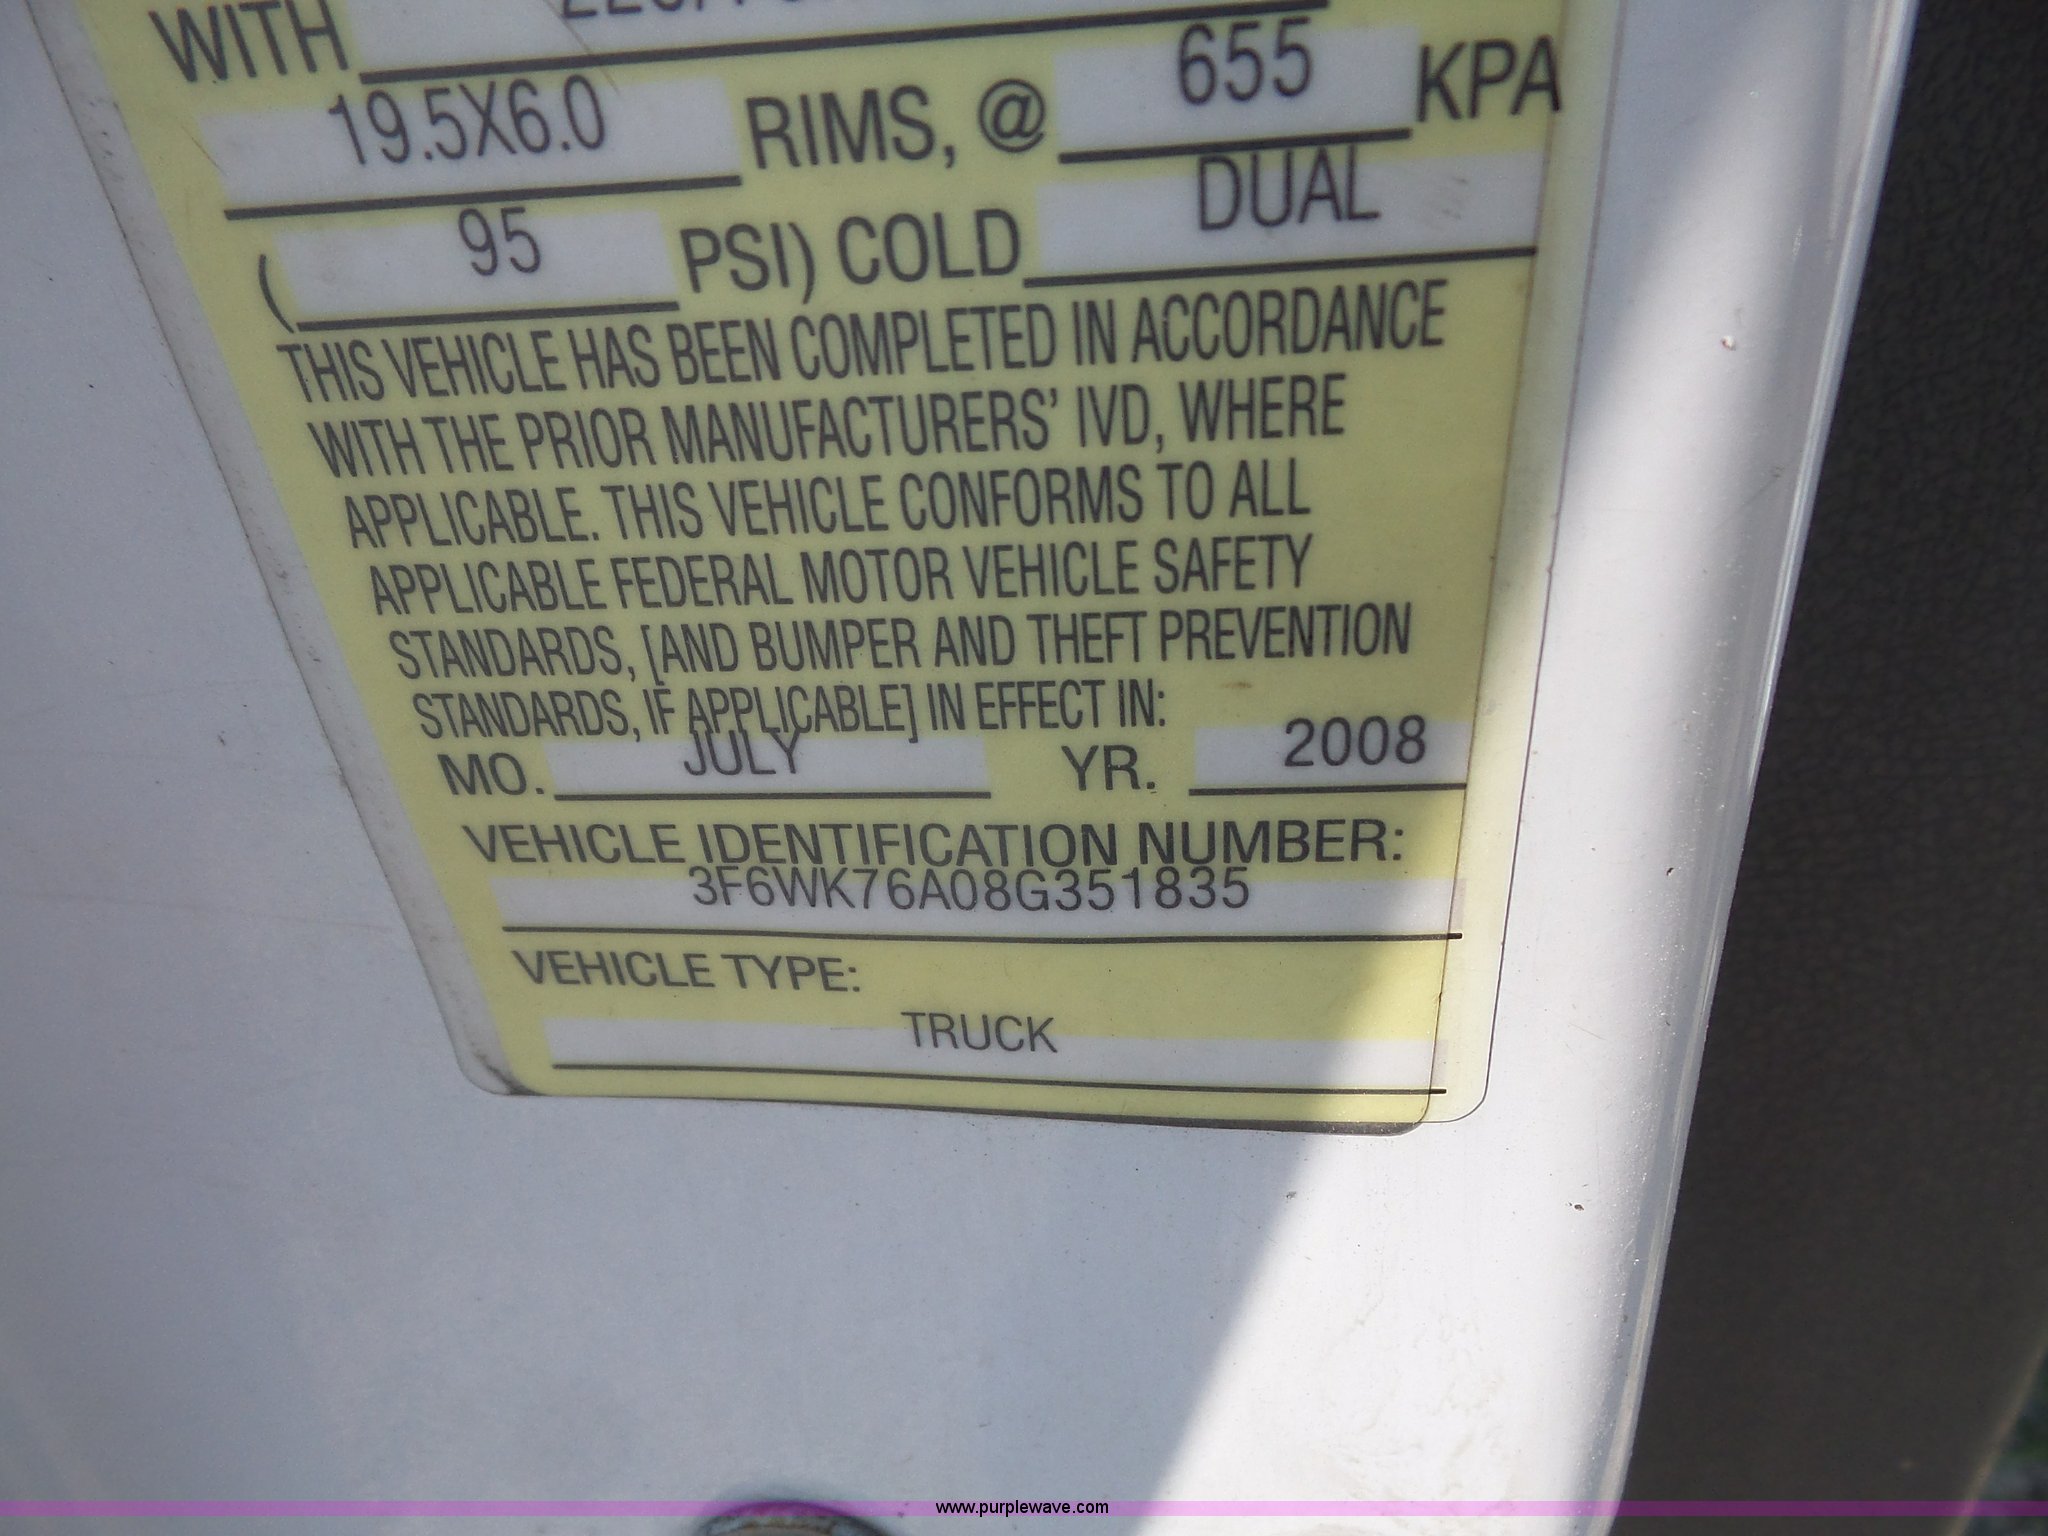 WITH
19.5X6.0 RIMS, @ 655 KPA
( 95 PSI) COLD DUAL
THIS VEHICLE HAS BEEN COMPLETED IN ACCORDANCE
WITH THE PRIOR MANUFACTURERS' IVD, WHERE
APPLICABLE. THIS VEHICLE CONFORMS TO ALL
APPLICABLE FEDERAL MOTOR VEHICLE SAFETY
STANDARDS, [AND BUMPER AND THEFT PREVENTION
STANDARDS, IF APPLICABLE] IN EFFECT IN:
MO. JULY YR. 2008
VEHICLE IDENTIFICATION NUMBER:
3F6WK76A08G351835
VEHICLE TYPE:
TRUCK
www.purplewave.com